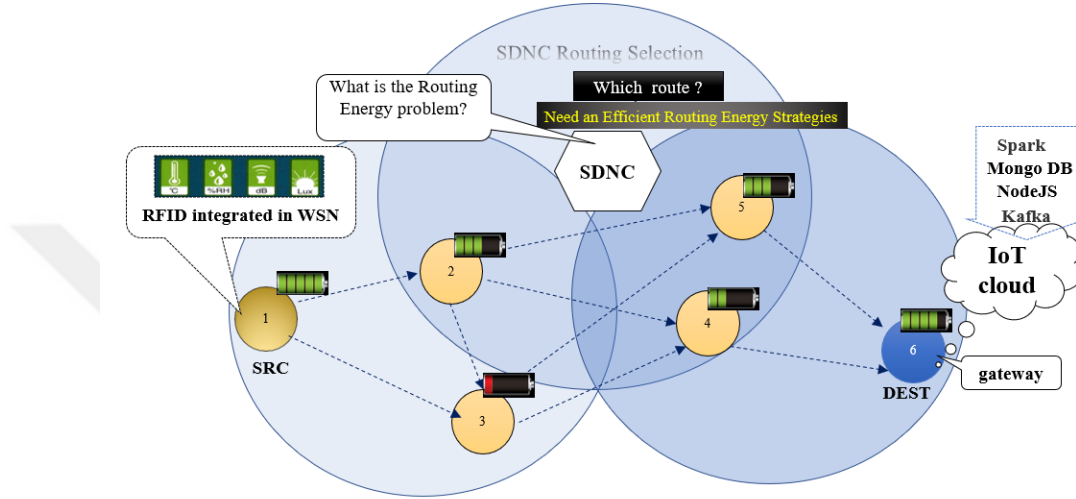 SDNC Routing Selection
What is the Routing
Energy problem?
Which route ?
Need an Efficient Routing Energy Strategies
SDNC
°C
%RH
dB
Lux
RFID integrated in WSN
Spark
Mongo DB
NodeJS
Kafka
IoT
cloud
1
2
3
4
5
6
SRC
DEST
gateway